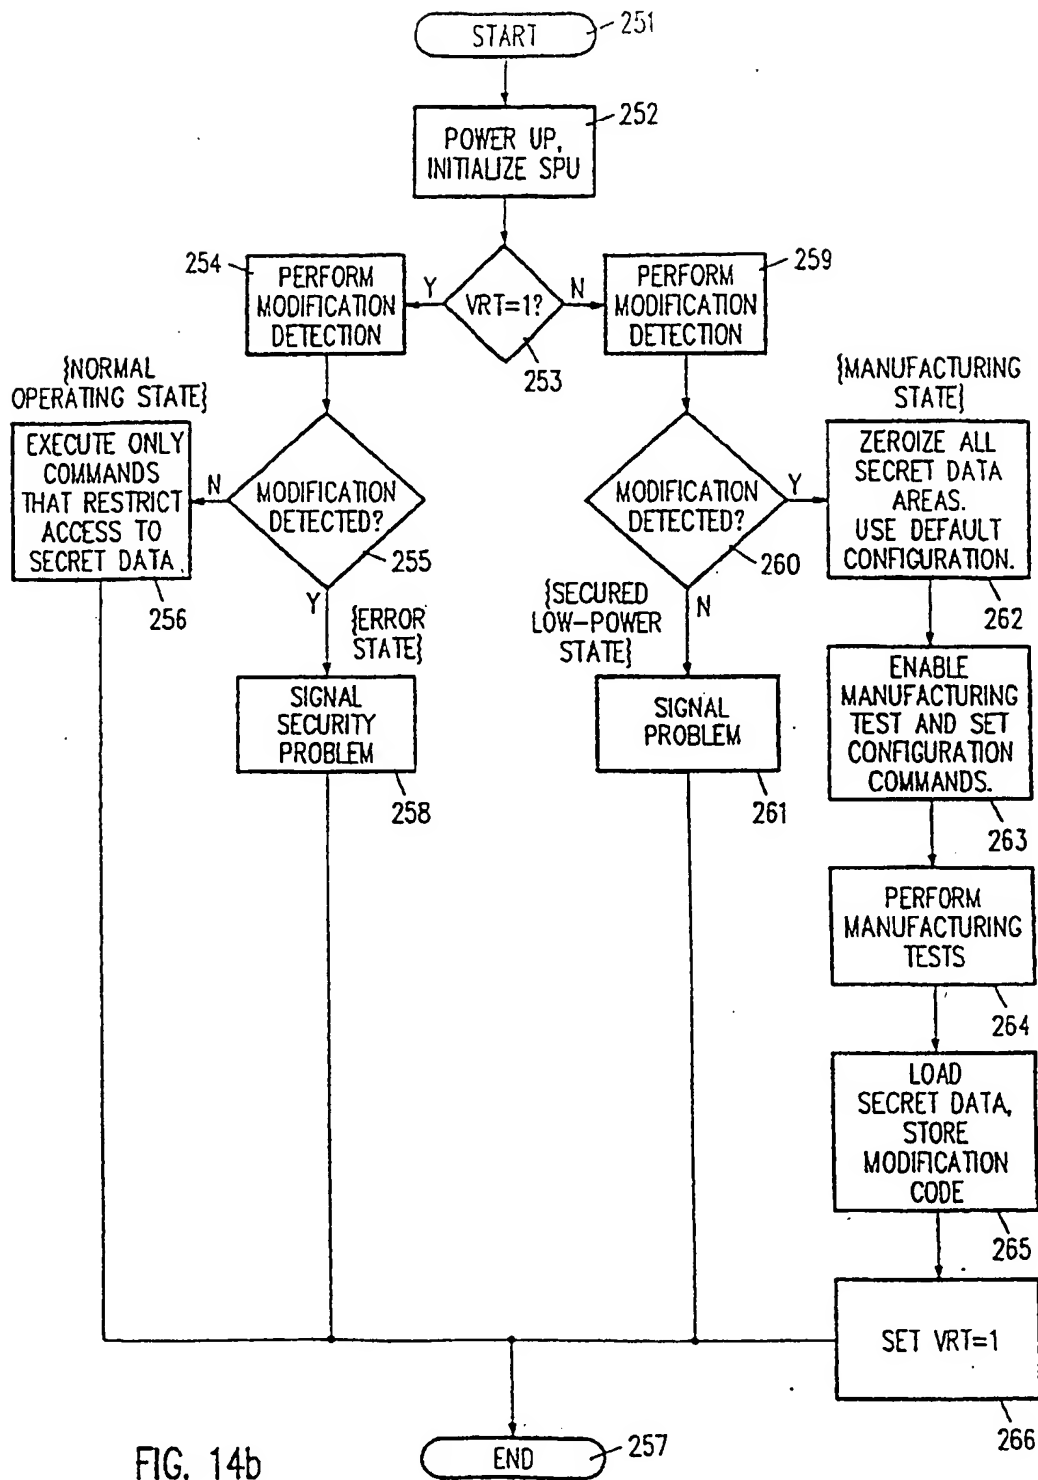 START
251
252
POWER UP,
INITIALIZE SPU
254
PERFORM
MODIFICATION
DETECTION
Y
VRT=1?
N
253
259
PERFORM
MODIFICATION
DETECTION
{NORMAL
OPERATING STATE}
EXECUTE ONLY
COMMANDS
THAT RESTRICT
ACCESS TO
SECRET DATA.
256
N
MODIFICATION
DETECTED?
255
Y
{ERROR
STATE}
SIGNAL
SECURITY
PROBLEM
258
MODIFICATION
DETECTED?
260
Y
N
{SECURED
LOW-POWER
STATE}
SIGNAL
PROBLEM
261
{MANUFACTURING
STATE}
ZEROIZE ALL
SECRET DATA
AREAS.
USE DEFAULT
CONFIGURATION.
262
ENABLE
MANUFACTURING
TEST AND SET
CONFIGURATION
COMMANDS.
263
PERFORM
MANUFACTURING
TESTS
264
LOAD
SECRET DATA,
STORE
MODIFICATION
CODE
265
SET VRT=1
266
END
257
FIG. 14b